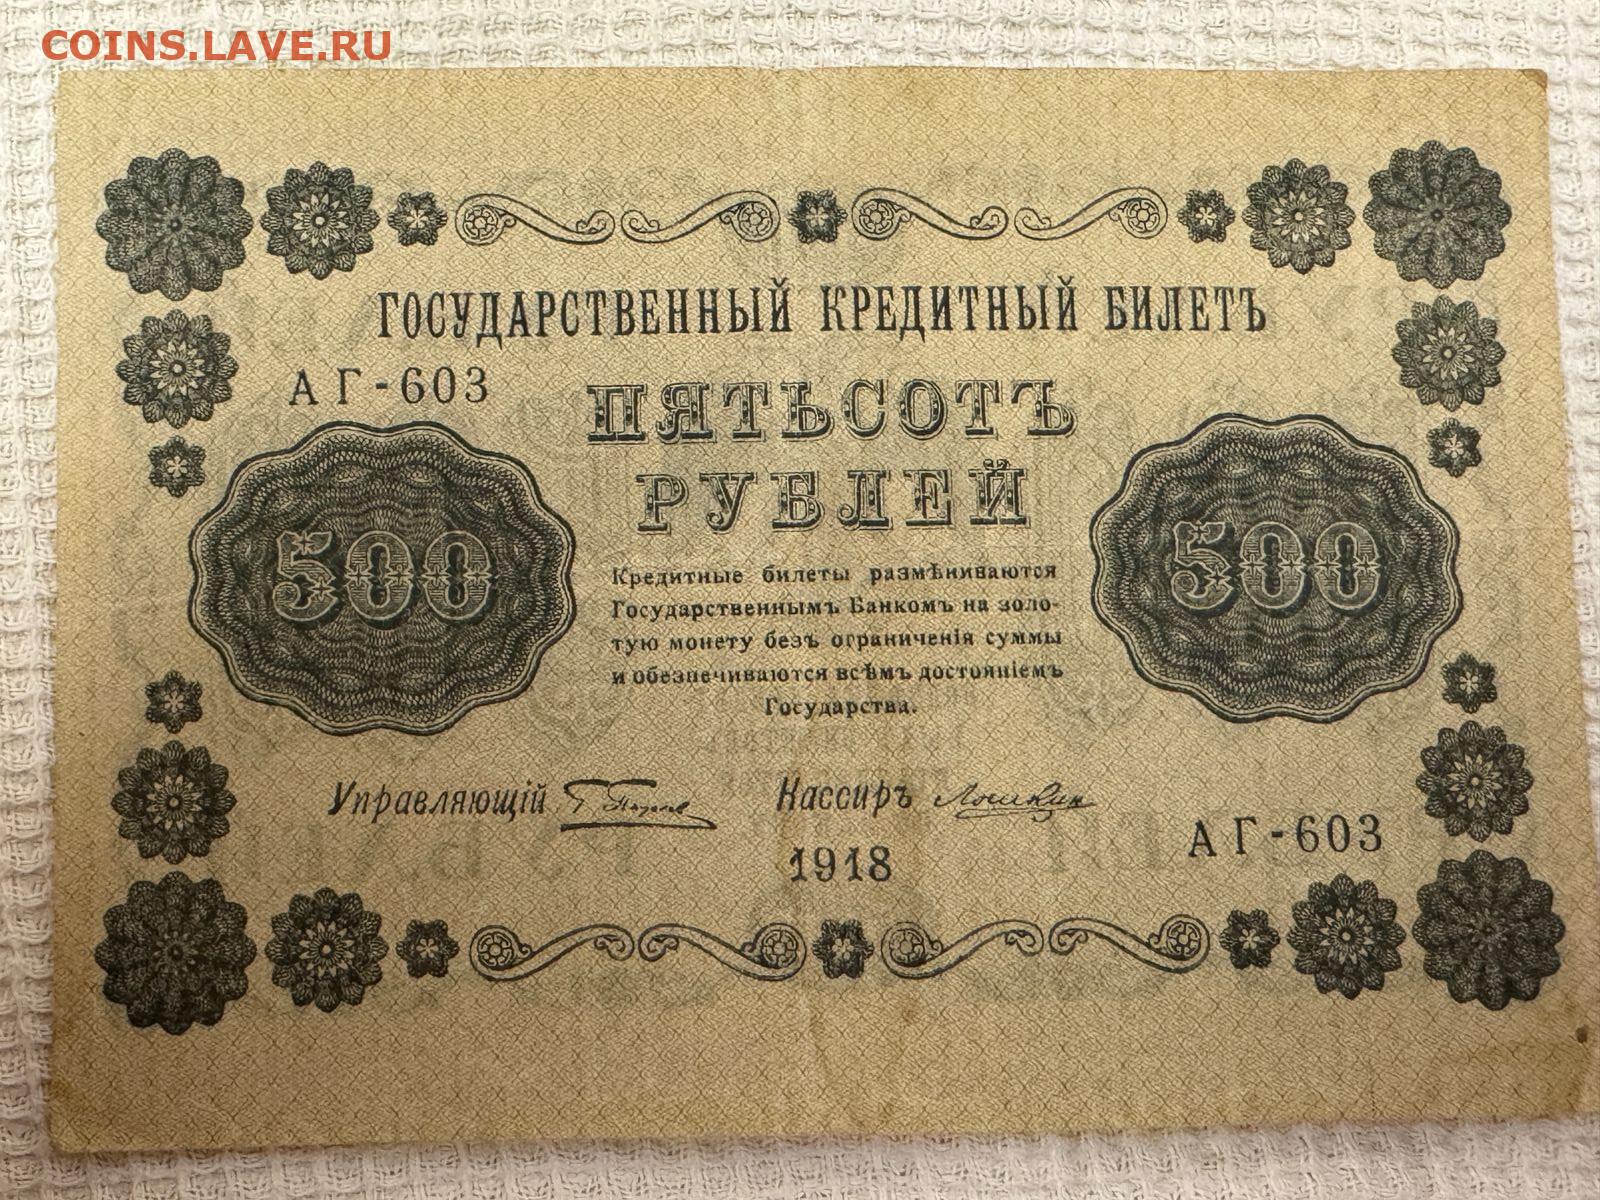 COINS.LAVE.RU
ГОСУДАРСТВЕННЫЙ КРЕДИТНЫЙ БИЛЕТЪ
АГ-603
ПЯТЬСОТЪ
РУБЛЕЙ
500
500
Кредитные билеты размѣниваются
Государственнымъ Банкомъ на золо-
тую монету безъ ограниченія суммы
и обезпечиваются всѣмъ достояніемъ
Государства.
Управляющій
Кассиръ Лошкин
1918
АГ-603